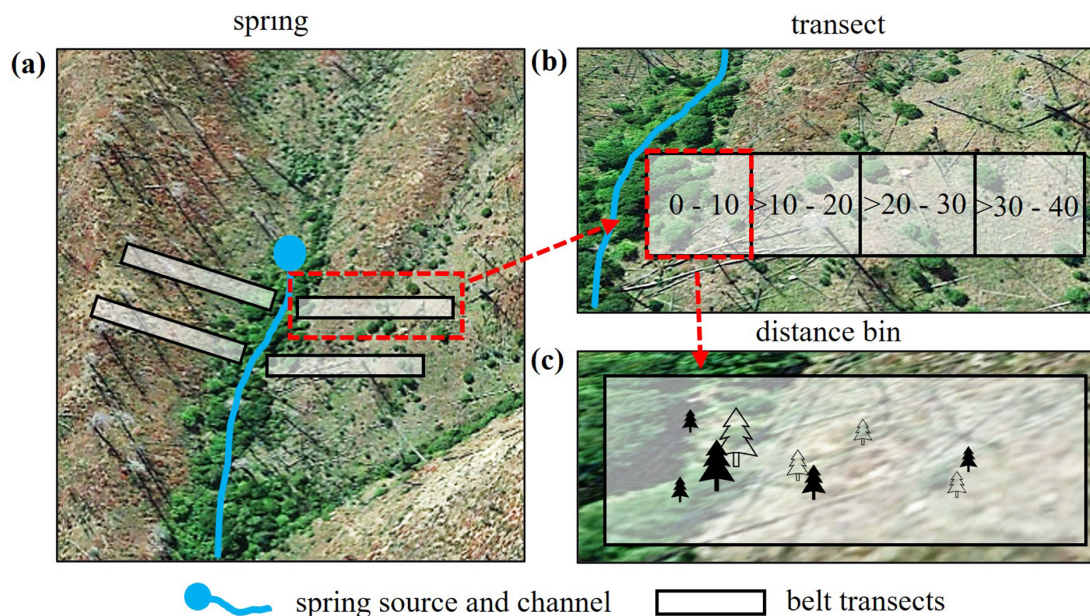 spring
transect
(a)
(b)
0 - 10
>10 - 20
>20 - 30
>30 - 40
distance bin
(c)
spring source and channel
belt transects